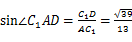 sin∠C₁AD = C₁D/AC₁ = √39/13